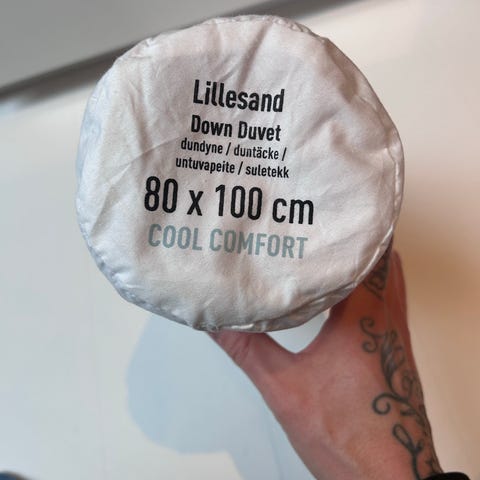 Lillesand
Down Duvet
dundyne / duntäcke /
untuvapeite / suletekk
80 x 100 cm
COOL COMFORT